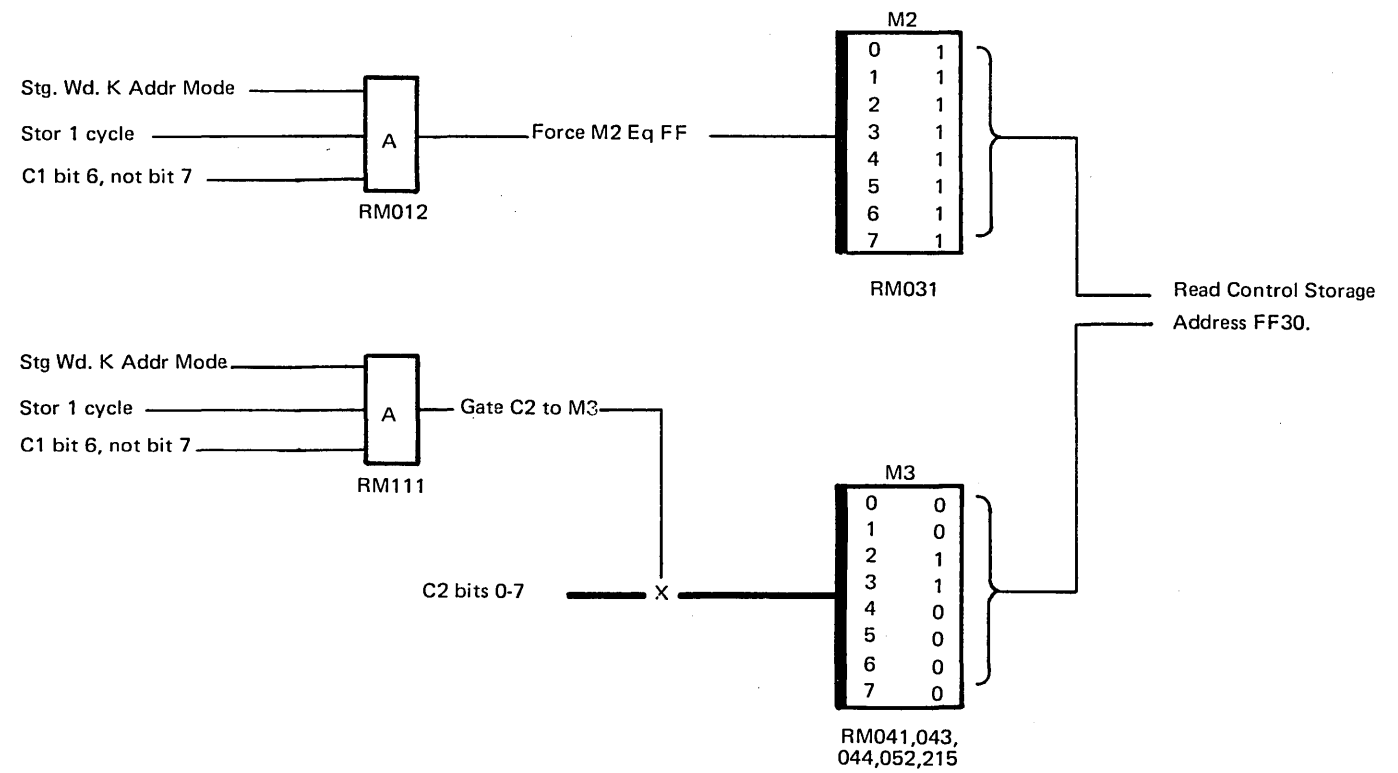 M2
Stg. Wd. K Addr Mode
Stor 1 cycle
C1 bit 6, not bit 7
A
RM012
Force M2 Eq FF
0 1
1 1
2 1
3 1
4 1
5 1
6 1
7 1
RM031
Read Control Storage
Address FF30.
Stg Wd. K Addr Mode
Stor 1 cycle
C1 bit 6, not bit 7
A
RM111
Gate C2 to M3
C2 bits 0-7
X
M3
0 0
1 0
2 1
3 1
4 0
5 0
6 0
7 0
RM041,043,
044,052,215